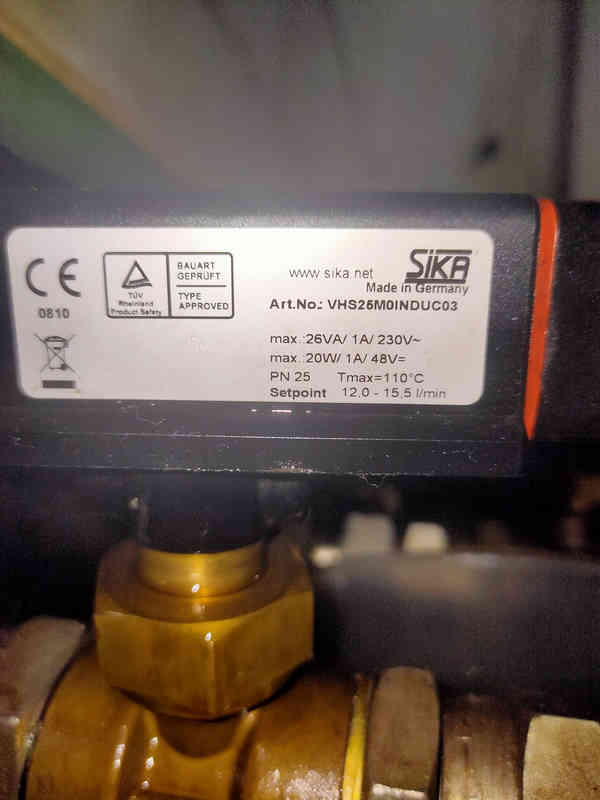 CE
0810
TÜV
Rheinland
Product Safety
BAUART
GEPRÜFT
TYPE
APPROVED
www.sika.net
SiKA
Made in Germany
Art.No.: VHS25M0INDUC03
max.:26VA/ 1A/ 230V~
max.:20W/ 1A/ 48V=
PN 25 Tmax=110°C
Setpoint 12,0 - 15,5 l/min